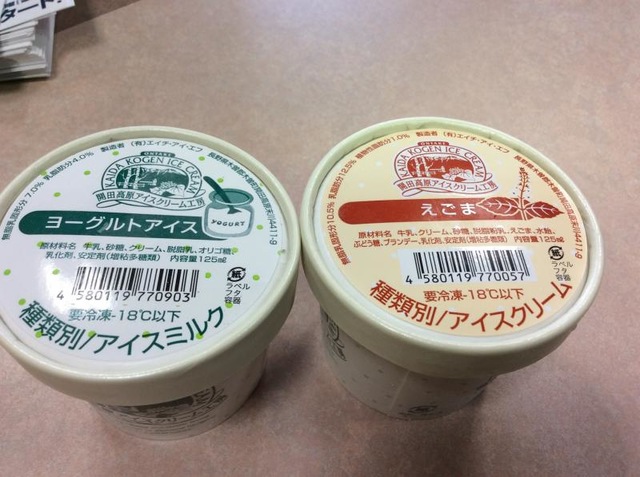 無脂乳固形分7.0% 乳脂肪分4.0% 製造者 (有)エイチ・アイ・エフ
ONTAKE
KAIDA KOGEN ICE CREAM
開田高原アイスクリーム工房
ヨーグルトアイス
YOGURT
原材料名 牛乳、砂糖、クリーム、脱脂乳、オリゴ糖、
乳化剤、安定剤(増粘多糖類) 内容量125ml
4 580119 770903
紙
ラベル
フタ
容器
要冷凍-18℃以下
種類別/アイスミルク
無脂乳固形分10.5% 乳脂肪分12.5% 植物性脂肪分1.0% 製造者 (有)エイチ・アイ・エフ
ONTAKE
KAIDA KOGEN ICE CREAM
開田高原アイスクリーム工房
えごま
原材料名 牛乳、クリーム、砂糖、脱脂粉乳、えごま、水飴、
ぶどう糖、ブランデー、乳化剤、安定剤(増粘多糖類) 内容量125ml
4 580119 770057
紙
ラベル
フタ
容器
要冷凍-18℃以下
種類別/アイスクリーム